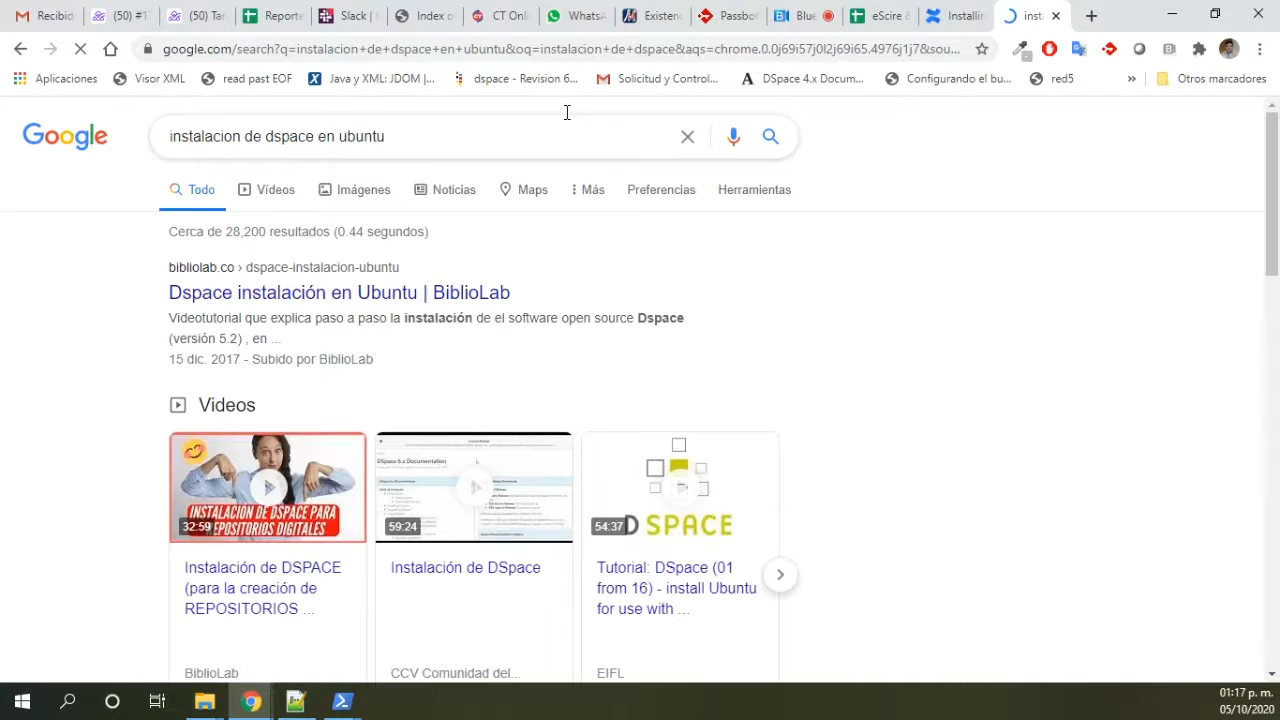 Recibid
(50) #1
(50) Tar
Reporte
Slack |
Index o
CT Onli
WhatsA
Existen
Passbo
Blue
eScire
Installir
inst
google.com/search?q=instalacion+de+dspace+en+ubuntu&oq=instalacion+de+dspace&aqs=chrome.0.0j69i57j0l2j69i65.4976j1j7&sou...
Aplicaciones
Visor XML
read past EOF
Java y XML: JDOM |...
dspace - Revision 6...
Solicitud y Control...
DSpace 4.x Docum...
Configurando el bu...
red5
»
Otros marcadores
Google
instalacion de dspace en ubuntu
Todo
Vídeos
Imágenes
Noticias
Maps
Más
Preferencias
Herramientas
Cerca de 28,200 resultados (0.44 segundos)
bibliolab.co › dspace-instalacion-ubuntu
Dspace instalación en Ubuntu | BiblioLab
Videotutorial que explica paso a paso la instalación de el software open source Dspace
(versión 5.2) , en ...
15 dic. 2017 - Subido por BiblioLab
Videos
INSTALACIÓN DE DSPACE PARA
REPOSITORIOS DIGITALES
32:59
DSpace 6.x Documentation
59:24
D SPACE
54:37
Instalación de DSPACE
(para la creación de
REPOSITORIOS ...
Instalación de DSpace
Tutorial: DSpace (01
from 16) - install Ubuntu
for use with ...
BiblioLab
CCV Comunidad del...
EIFL
01:17 p. m.
05/10/2020